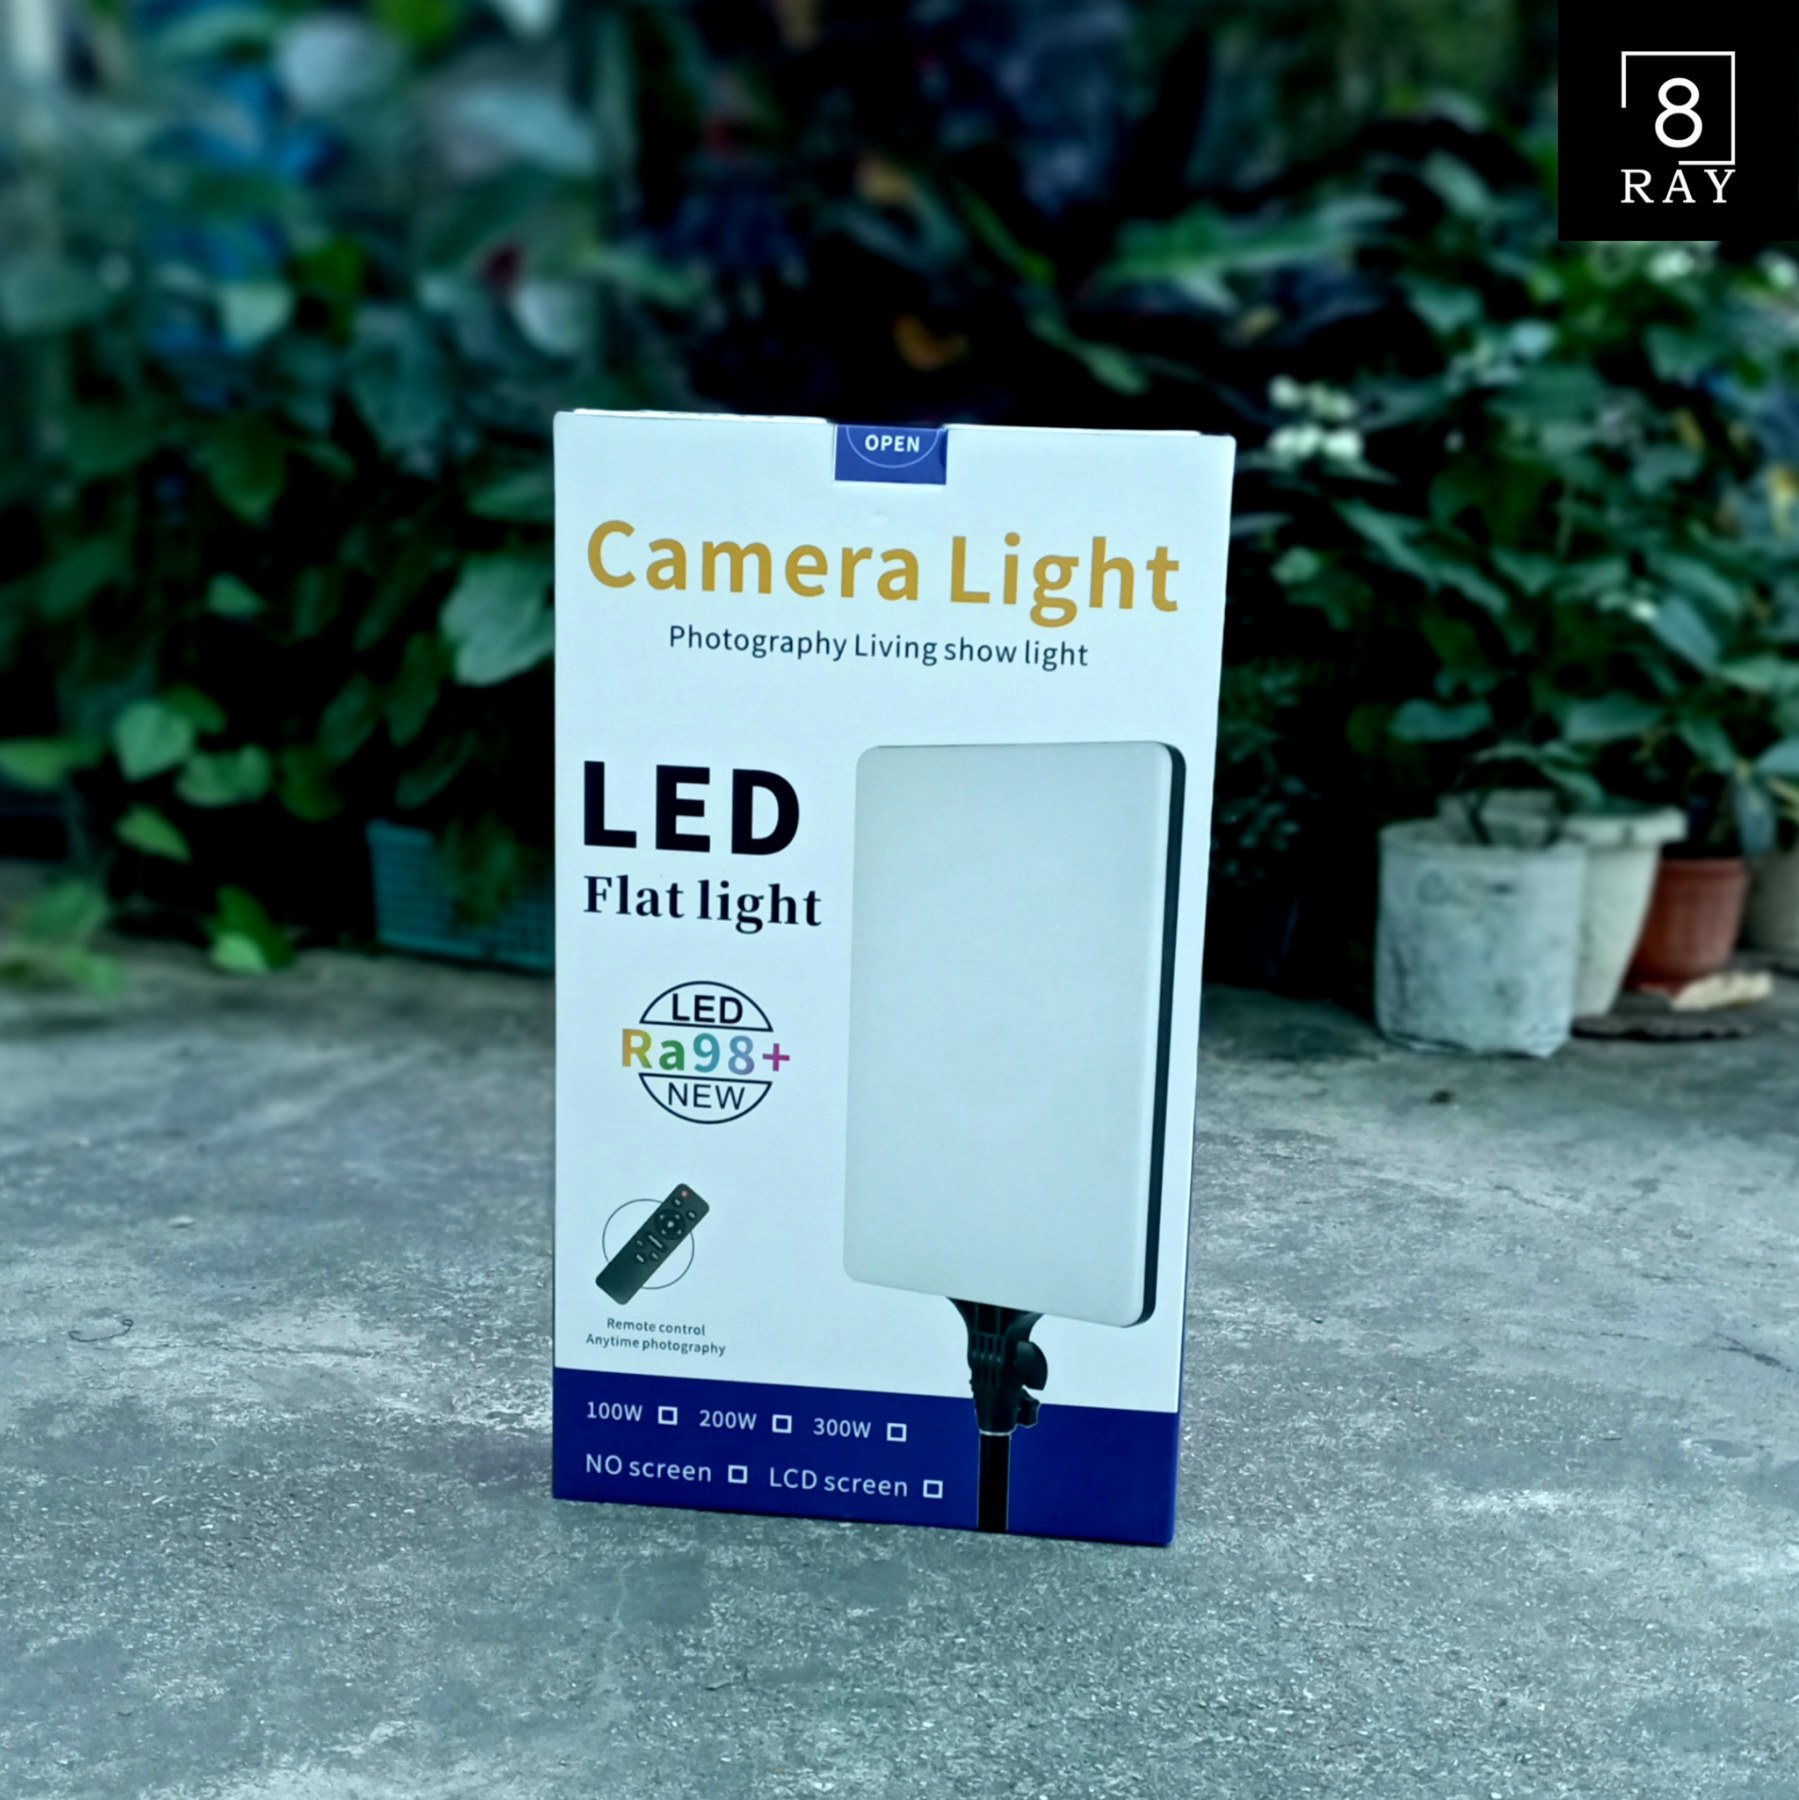 8
RAY
OPEN
Camera Light
Photography Living show light
LED
Flat light
LED
Ra98+
NEW
Remote control
Anytime photography
100W □ 200W □ 300W □
NO screen □ LCD screen □